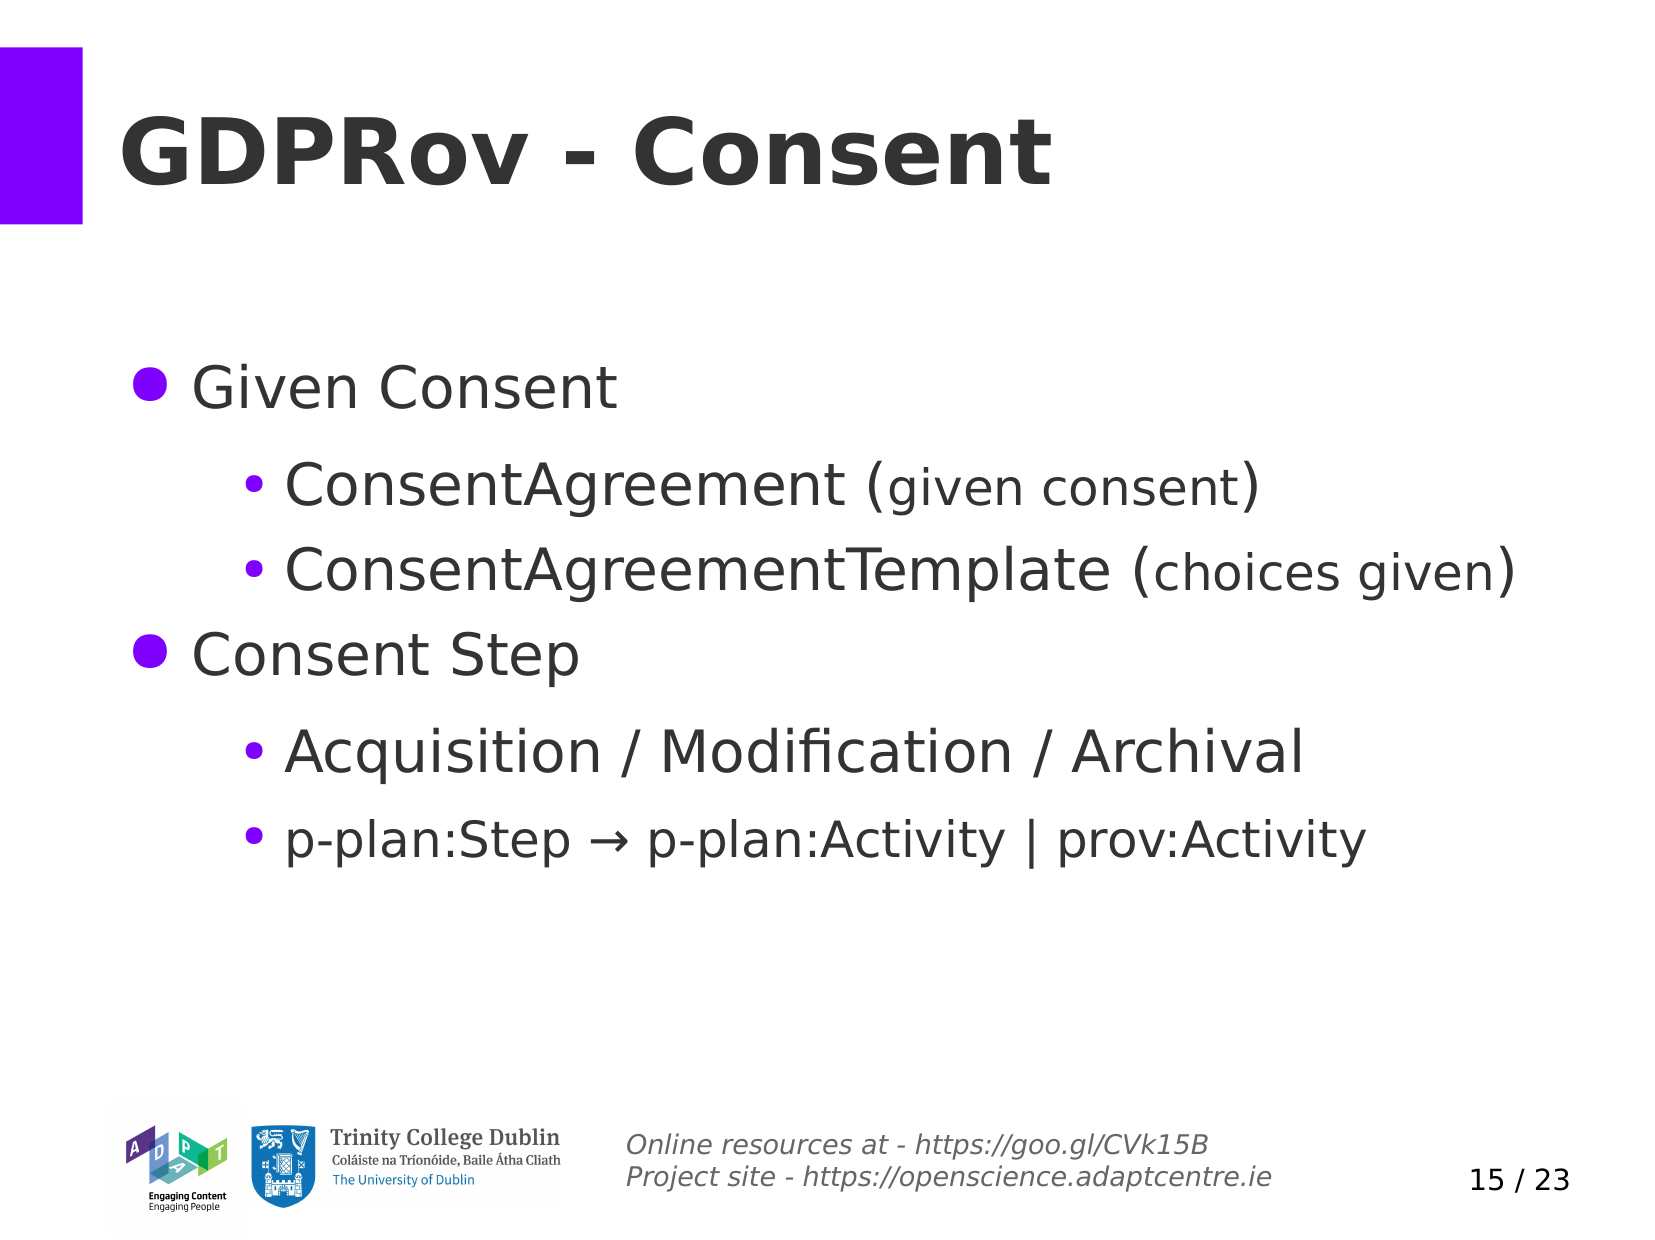 GDPRov - Consent
● Given Consent
• ConsentAgreement (given consent)
• ConsentAgreementTemplate (choices given)
● Consent Step
• Acquisition / Modification / Archival
• p-plan:Step → p-plan:Activity | prov:Activity
ADAPT
Engaging Content
Engaging People
Trinity College Dublin
Coláiste na Tríonóide, Baile Átha Cliath
The University of Dublin
Online resources at - https://goo.gl/CVk15B
Project site - https://openscience.adaptcentre.ie
15 / 23